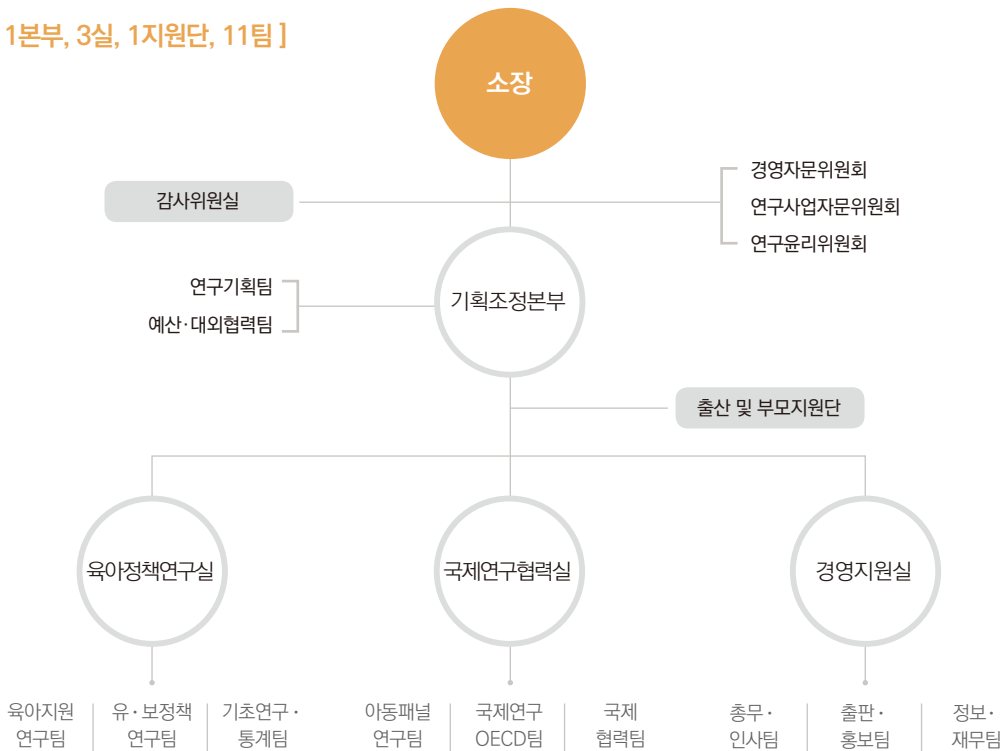 1본부, 3실, 1지원단, 11팀 ]
소장
감사위원실
경영자문위원회
연구사업자문위원회
연구윤리위원회
연구기획팀
예산·대외협력팀
기획조정본부
출산 및 부모지원단
육아정책연구실
국제연구협력실
경영지원실
육아지원
연구팀
유·보정책
연구팀
기초연구·
통계팀
아동패널
연구팀
국제연구
OECD팀
국제
협력팀
총무·
인사팀
출판·
홍보팀
정보·
재무팀